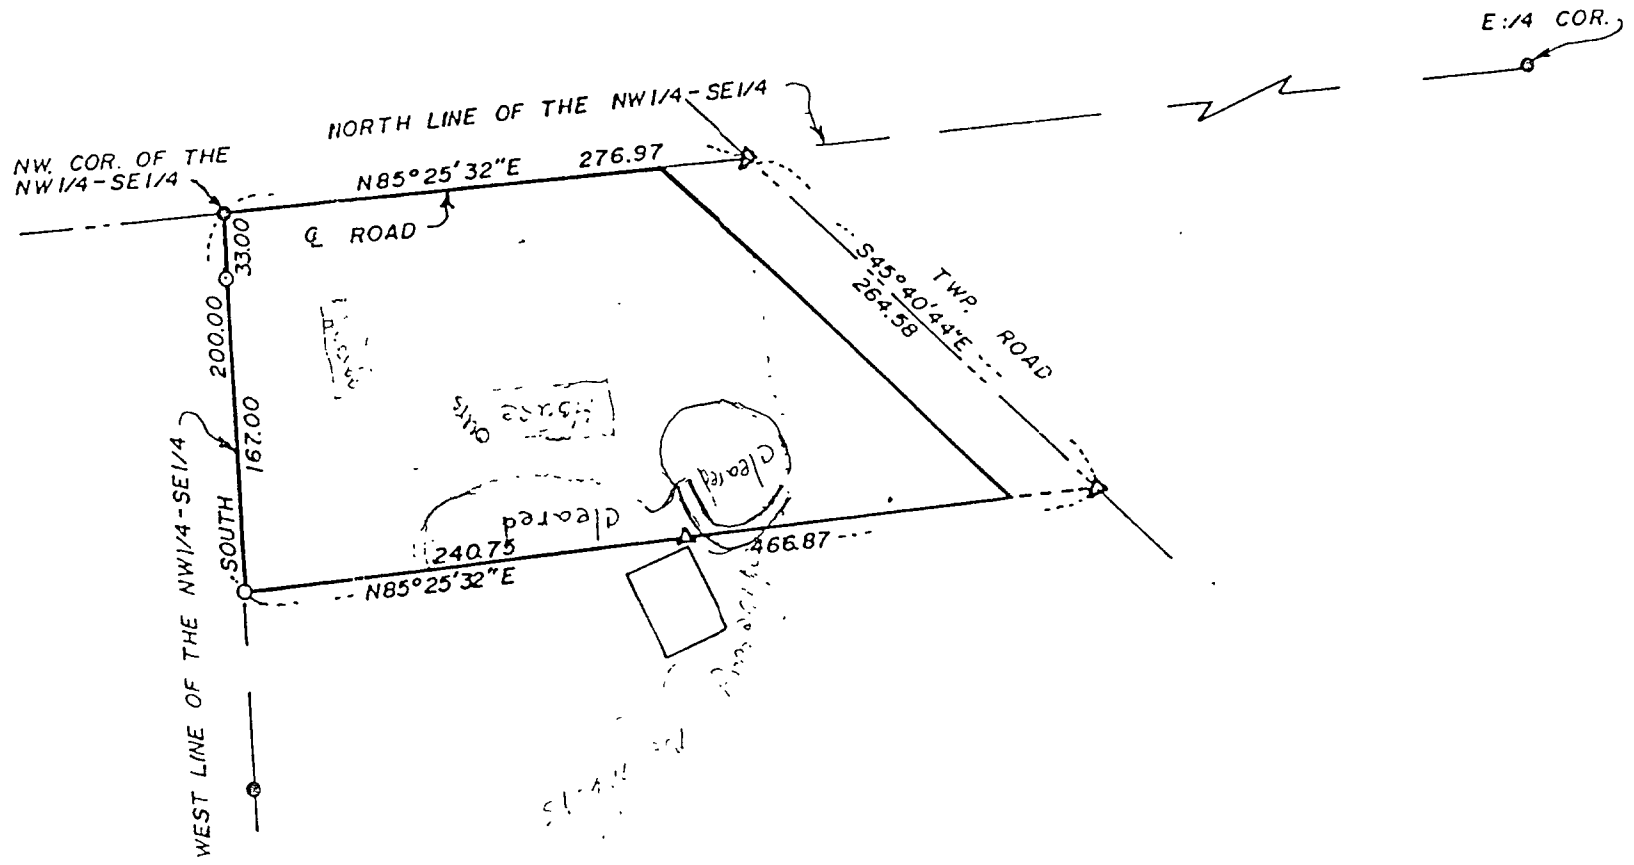 E:/4 COR.
NORTH LINE OF THE NW1/4-SE1/4
NW. COR. OF THE
NW1/4-SE1/4
N85°25'32"E 276.97
℄ ROAD
33.00
200.00
167.00
SOUTH
WEST LINE OF THE NW1/4-SE1/4
TWP. ROAD
S45°40'44"E
264.58
House
Cleared
Cleared
240.75
466.87
N85°25'32"E